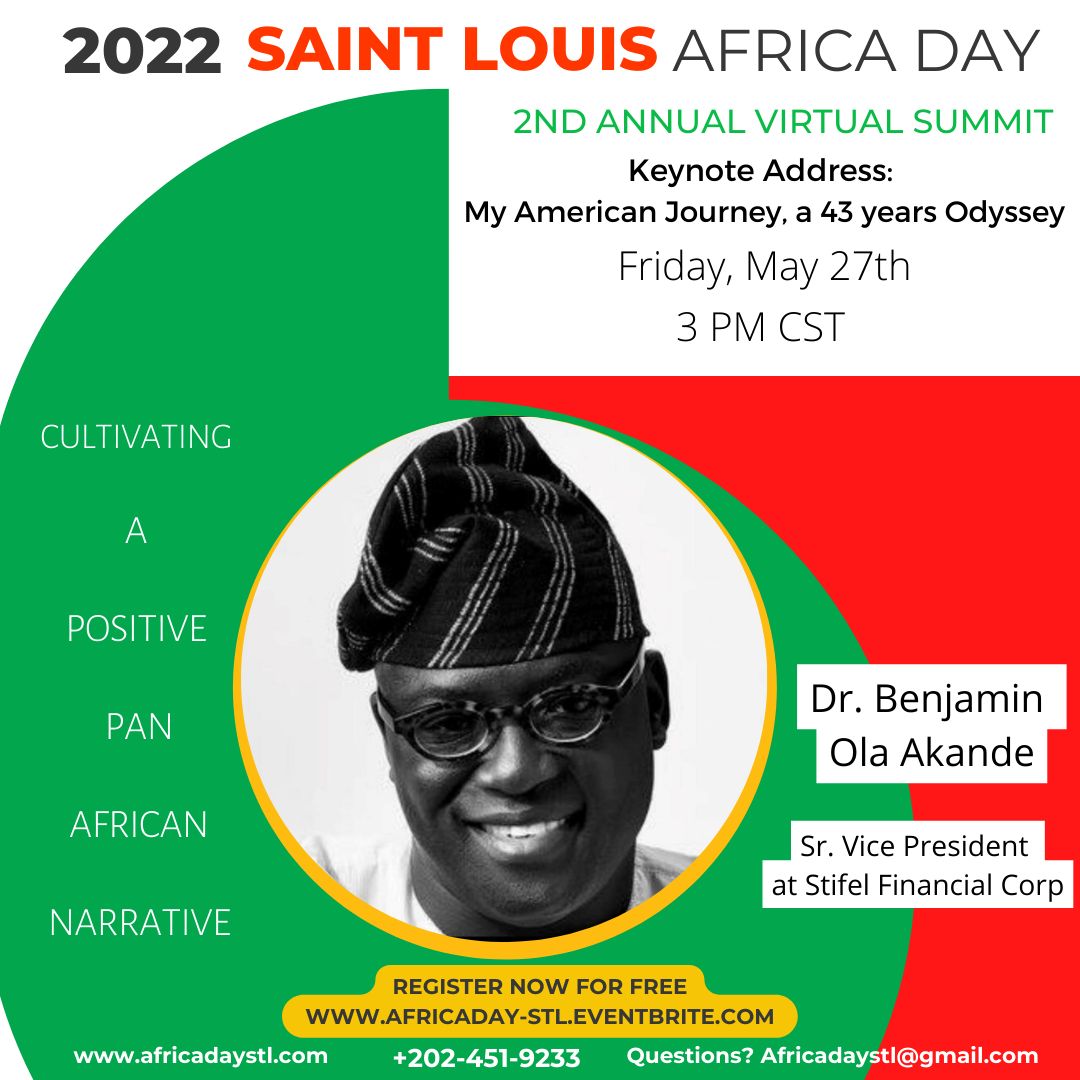 2022 SAINT LOUIS AFRICA DAY
2ND ANNUAL VIRTUAL SUMMIT
Keynote Address:
My American Journey, a 43 years Odyssey
Friday, May 27th
3 PM CST
CULTIVATING
A
POSITIVE
PAN
AFRICAN
NARRATIVE
Dr. Benjamin
Ola Akande
Sr. Vice President
at Stifel Financial Corp
REGISTER NOW FOR FREE
WWW.AFRICADAY-STL.EVENTBRITE.COM
www.africadaystl.com +202-451-9233 Questions? Africadaystl@gmail.com